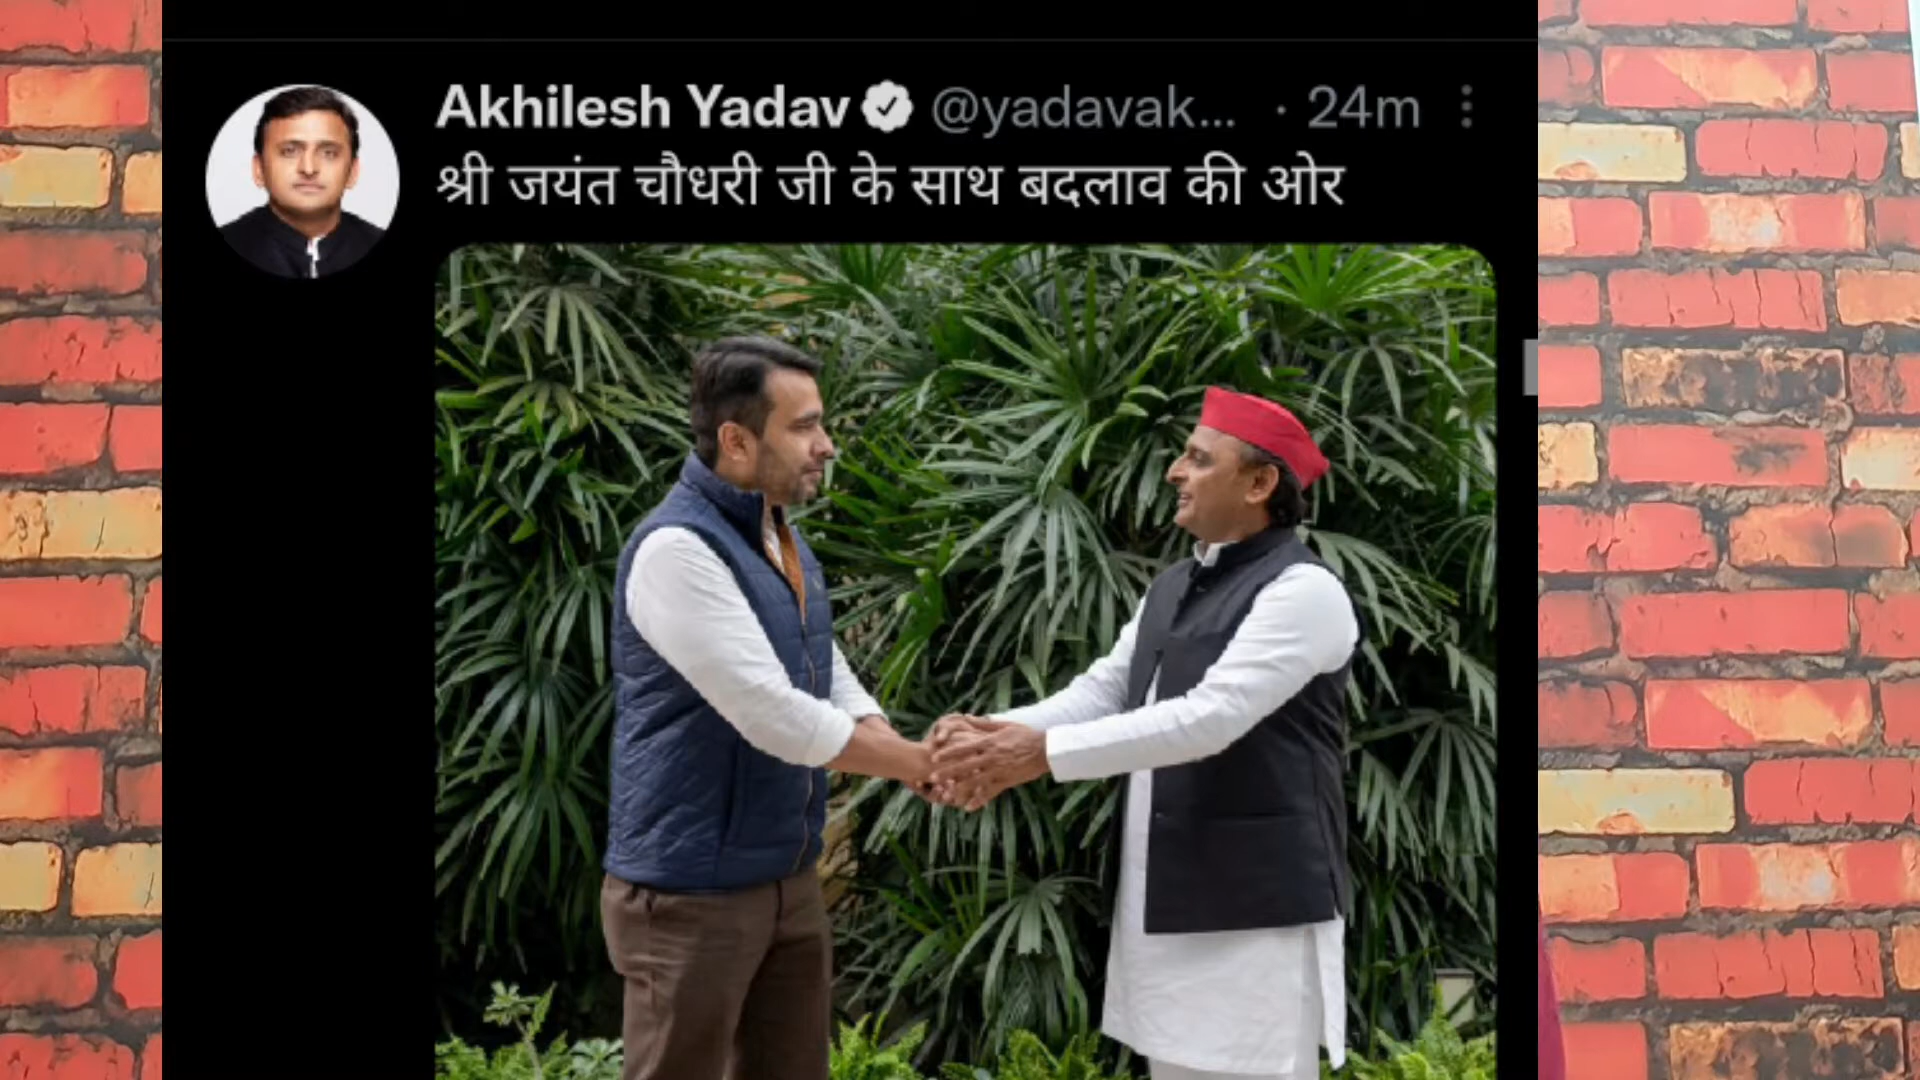 Akhilesh Yadav @yadavak... · 24m
श्री जयंत चौधरी जी के साथ बदलाव की ओर